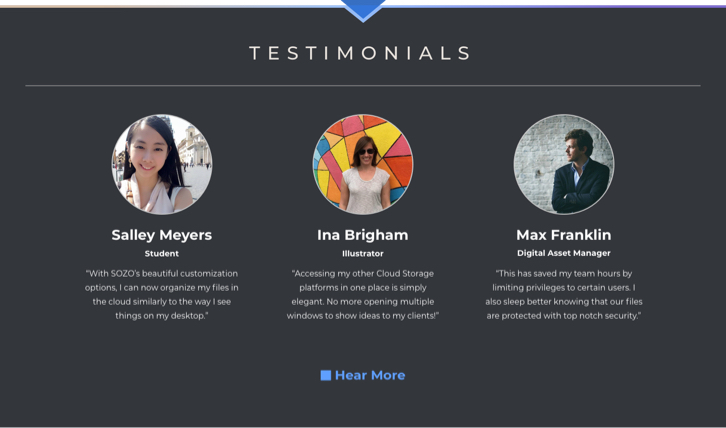 TESTIMONIALS
Salley Meyers
Student
"With SOZO's beautiful customization
options, I can now organize my files in
the cloud similarly to the way I see
things on my desktop."
Ina Brigham
Illustrator
"Accessing my other Cloud Storage
platforms in one place is simply
elegant. No more opening multiple
windows to show ideas to my clients!"
Max Franklin
Digital Asset Manager
"This has saved my team hours by
limiting privileges to certain users. I
also sleep better knowing that our files
are protected with top notch security."
Hear More